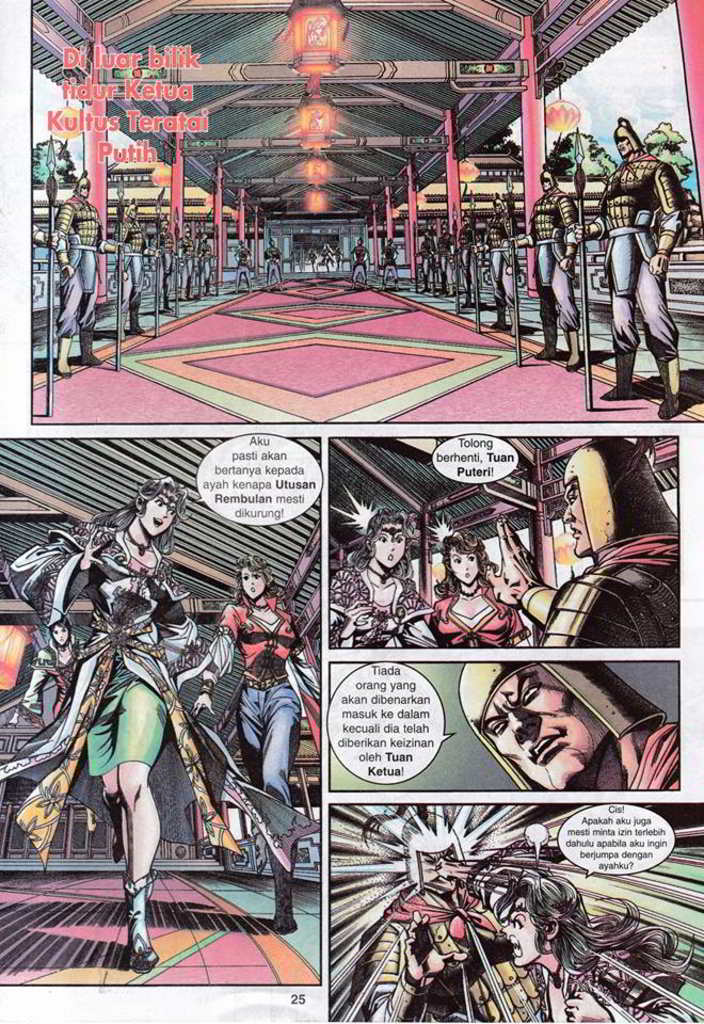 Di luar bilik
tidur Ketua
Kultus Teratai
Putih
Aku
pasti akan
bertanya kepada
ayah kenapa Utusan
Rembulan mesti
dikurung!
Tolong
berhenti, Tuan
Puteri!
Tiada
orang yang
akan dibenarkan
masuk ke dalam
kecuali dia telah
diberikan keizinan
oleh Tuan
Ketua!
Cis!
Apakah aku juga
mesti minta izin terlebih
dahulu apabila aku ingin
berjumpa dengan
ayahku?
25